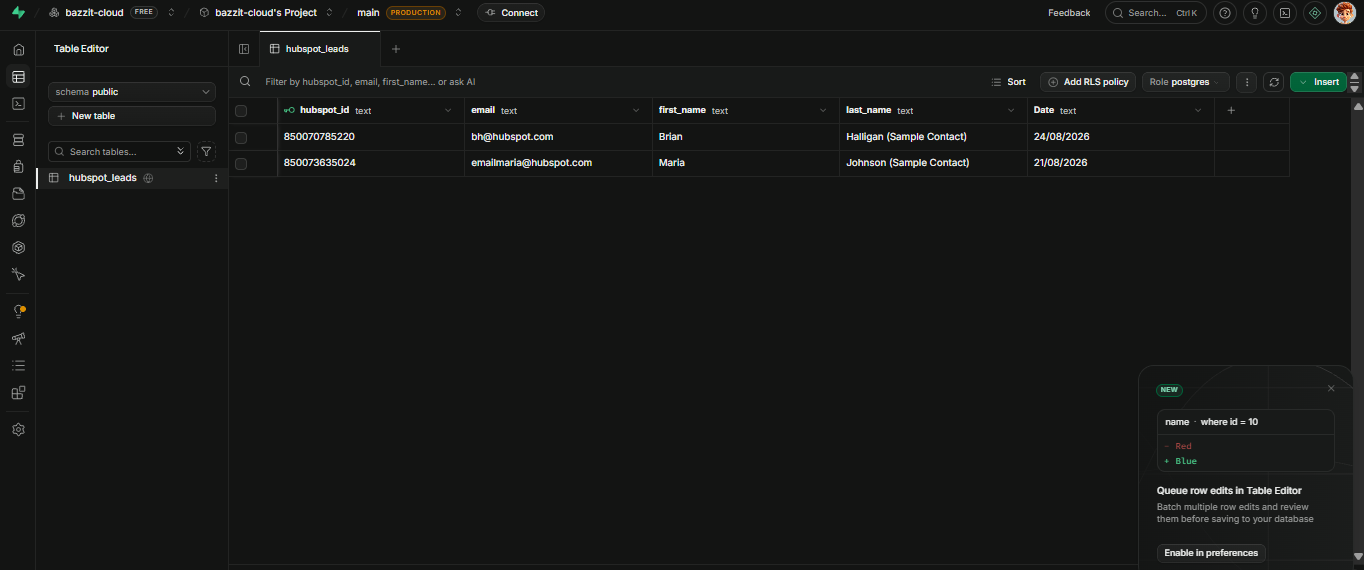 bazzit-cloud FREE bazzit-cloud's Project main PRODUCTION Connect Feedback Search... Ctrl K
Table Editor
hubspot_leads
schema public
New table
Search tables...
hubspot_leads
Filter by hubspot_id, email, first_name... or ask AI Sort Add RLS policy Role postgres Insert
hubspot_id text email text first_name text last_name text Date text
850070785220 bh@hubspot.com Brian Halligan (Sample Contact) 24/08/2026
850073635024 emailmaria@hubspot.com Maria Johnson (Sample Contact) 21/08/2026
NEW
name · where id = 10
- Red
+ Blue
Queue row edits in Table Editor
Batch multiple row edits and review
them before saving to your database
Enable in preferences